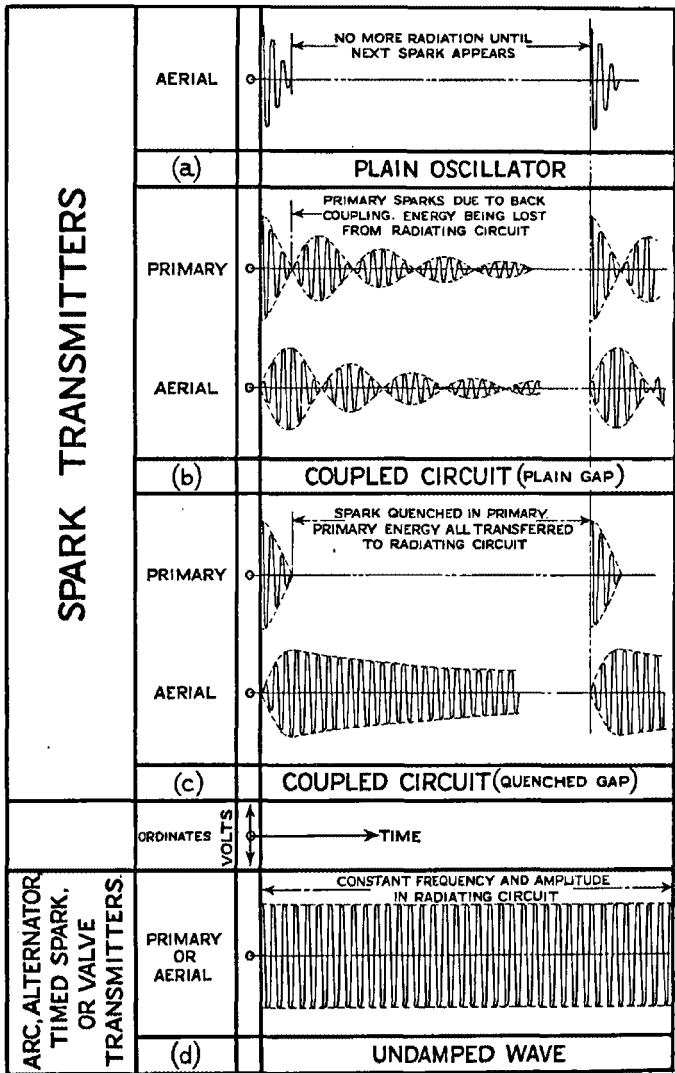 SPARK TRANSMITTERS
AERIAL
NO MORE RADIATION UNTIL
NEXT SPARK APPEARS
(a)
PLAIN OSCILLATOR
PRIMARY
PRIMARY SPARKS DUE TO BACK
COUPLING. ENERGY BEING LOST
FROM RADIATING CIRCUIT
AERIAL
(b)
COUPLED CIRCUIT (PLAIN GAP)
PRIMARY
SPARK QUENCHED IN PRIMARY
PRIMARY ENERGY ALL TRANSFERRED
TO RADIATING CIRCUIT
AERIAL
(c)
COUPLED CIRCUIT (QUENCHED GAP)
ORDINATES
VOLTS
TIME
ARC, ALTERNATOR,
TIMED SPARK,
OR VALVE
TRANSMITTERS.
PRIMARY
OR
AERIAL
CONSTANT FREQUENCY AND AMPLITUDE
IN RADIATING CIRCUIT
(d)
UNDAMPED WAVE